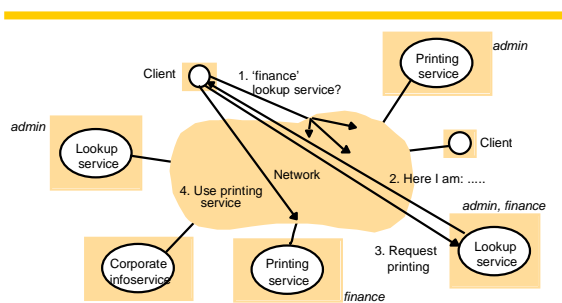 admin
Printing
service
Client
1. ‘finance’
lookup service?
Client
admin
Lookup
service
Network
2. Here I am: .....
4. Use printing
service
admin, finance
3. Request
printing
Lookup
service
Corporate
infoservice
Printing
service
finance